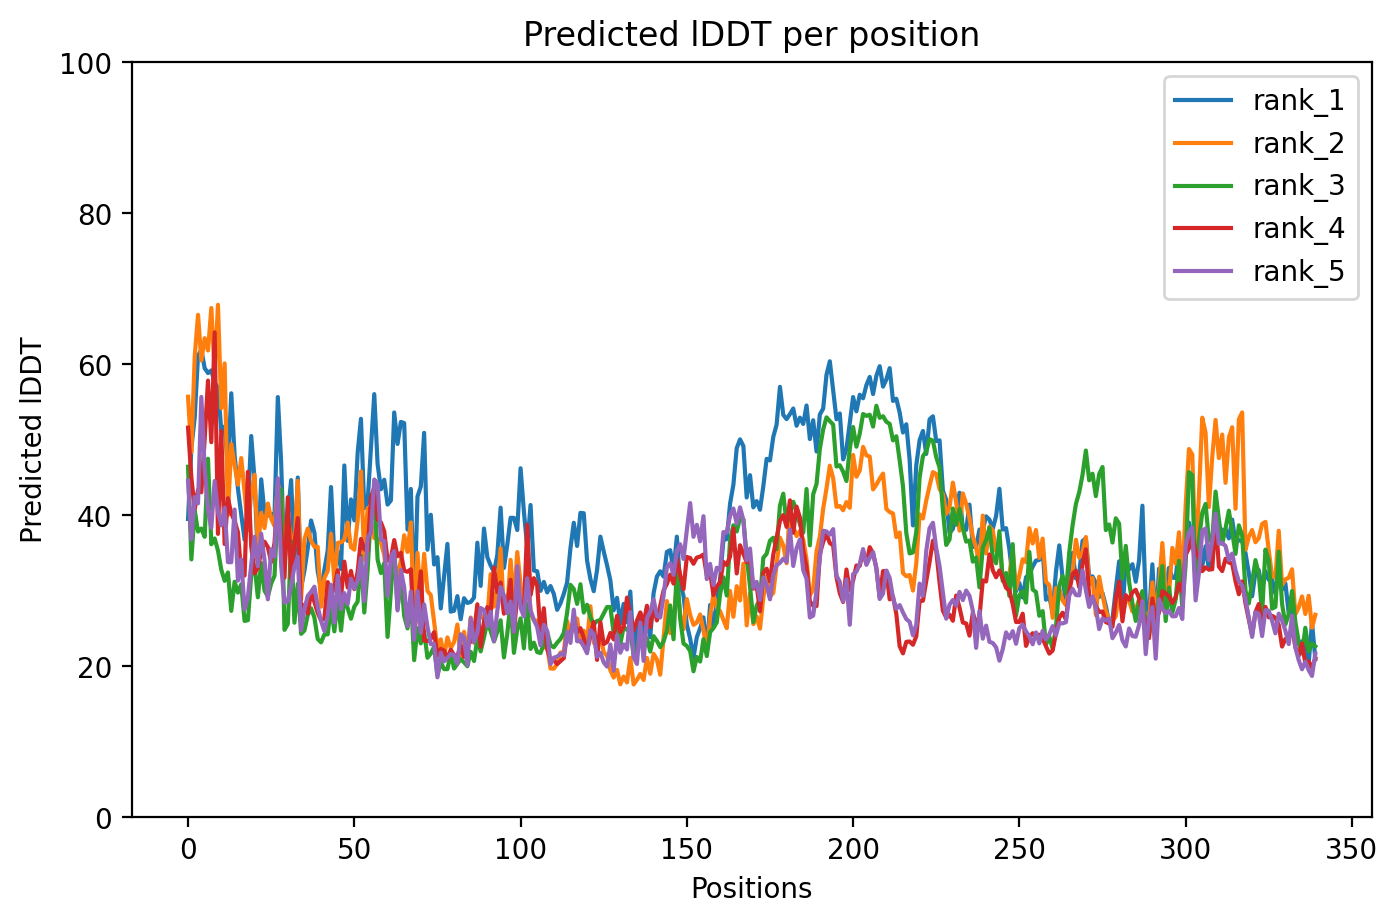 Predicted lDDT per position
100
80
60
40
20
0
Predicted lDDT
0 50 100 150 200 250 300 350
Positions
rank_1
rank_2
rank_3
rank_4
rank_5